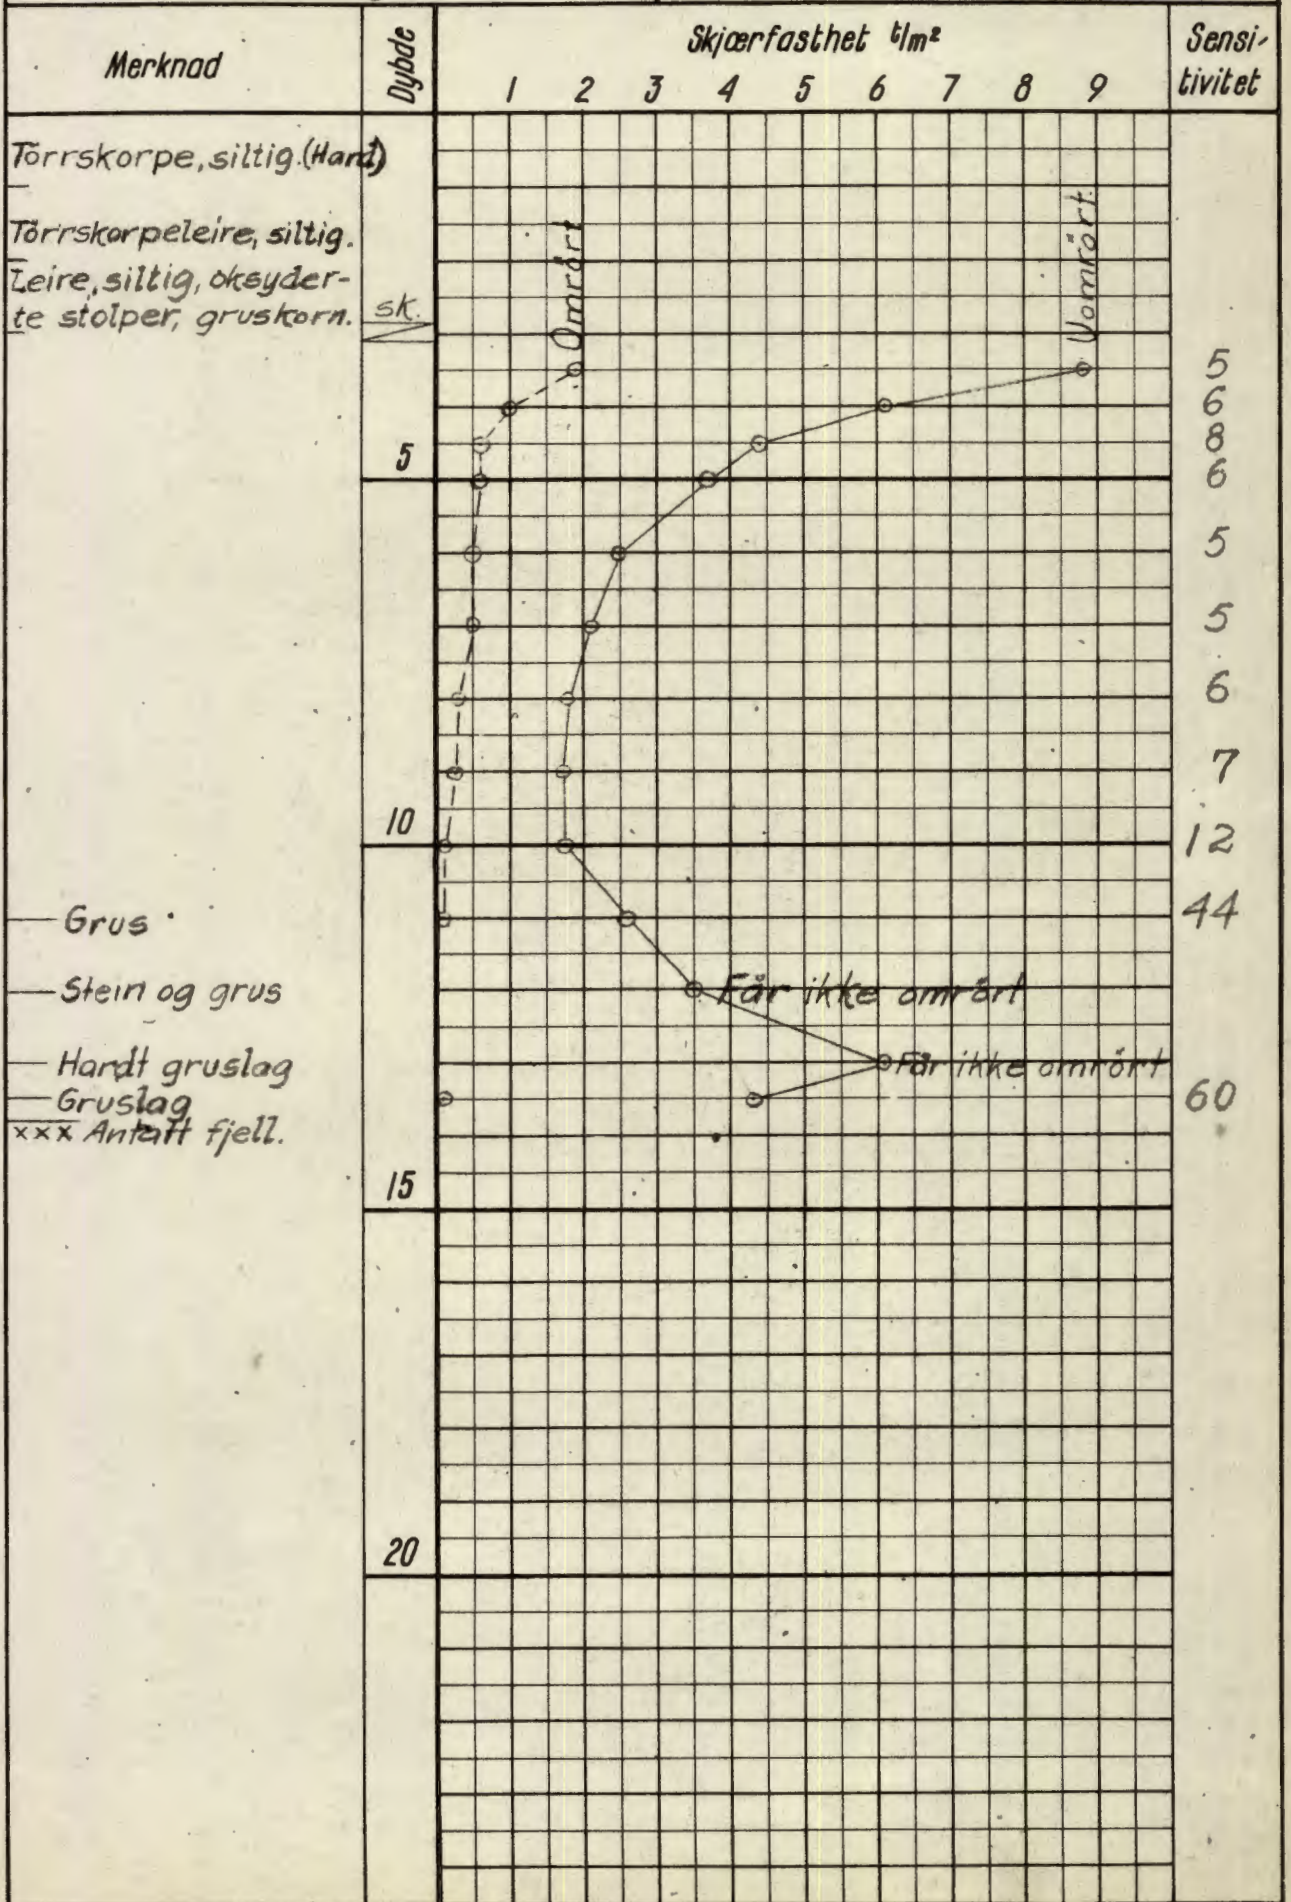 Merknad
Dybde
Skjærfasthet t/m²
Sensi-
tivitet
1 2 3 4 5 6 7 8 9
Törrskorpe, siltig. (Hard)
Törrskorpeleire, siltig.
Leire, siltig, oksyder-
te stolper, gruskorn.
sk.
Omrört
Uomrört
5
6
8
5
6
5
5
6
7
10
12
Grus
44
Stein og grus
Får ikke omrört
Hardt gruslag
Får ikke omrört
Gruslag
60
xxx Antatt fjell.
15
20